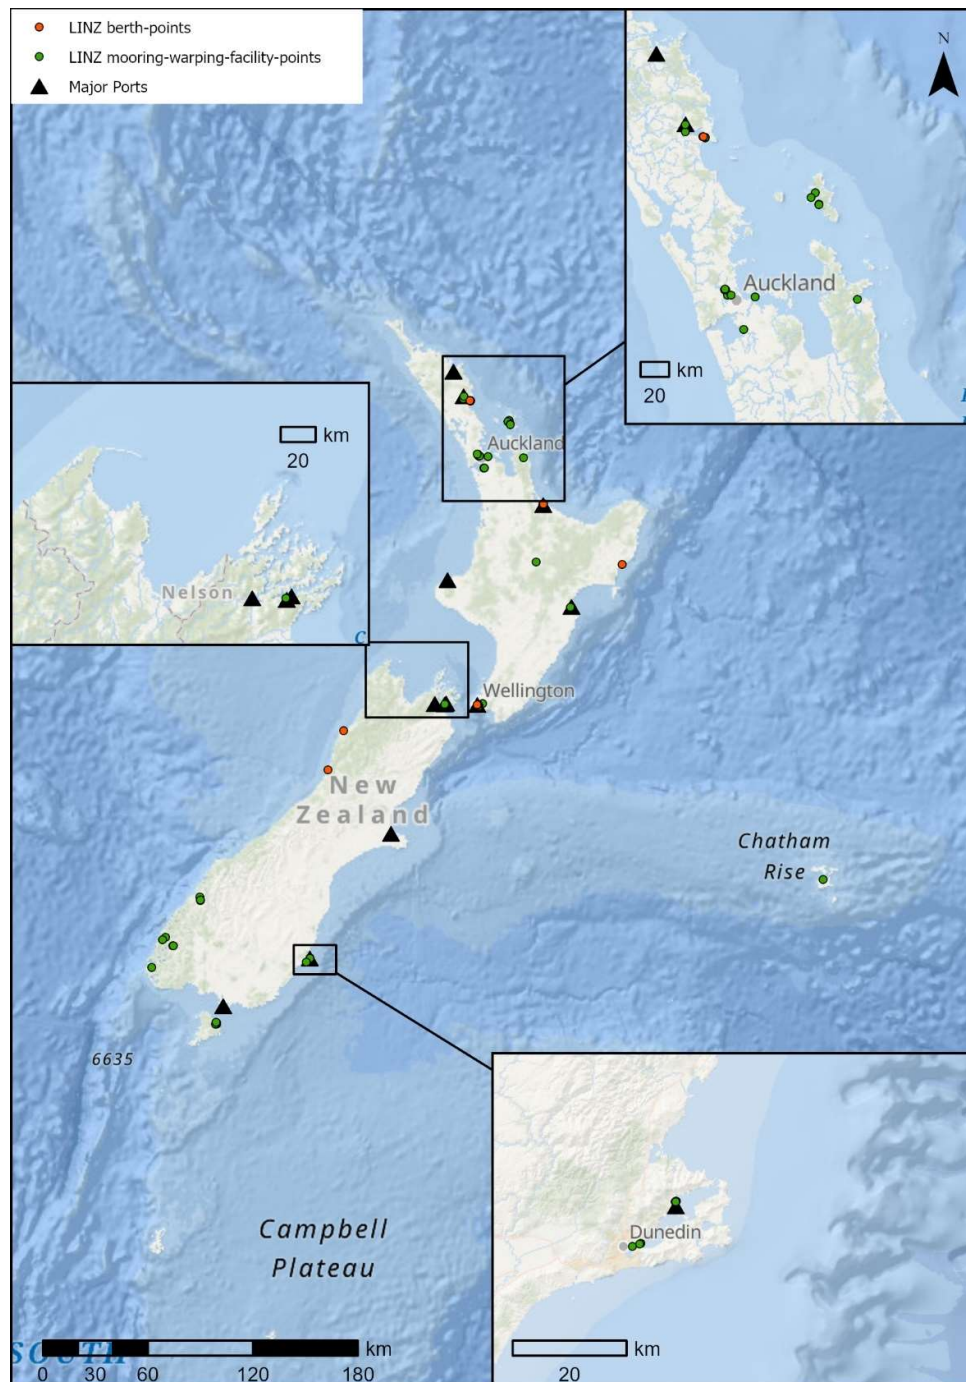 LINZ berth-points
LINZ mooring-warping-facility-points
Major Ports
N
Auckland
km
20
km
20
Nelson
C
Auckland
Wellington
New
Zealand
Chatham
Rise
6635
Dunedin
Campbell
Plateau
SOUTH
km
0 30 60 120 180
20